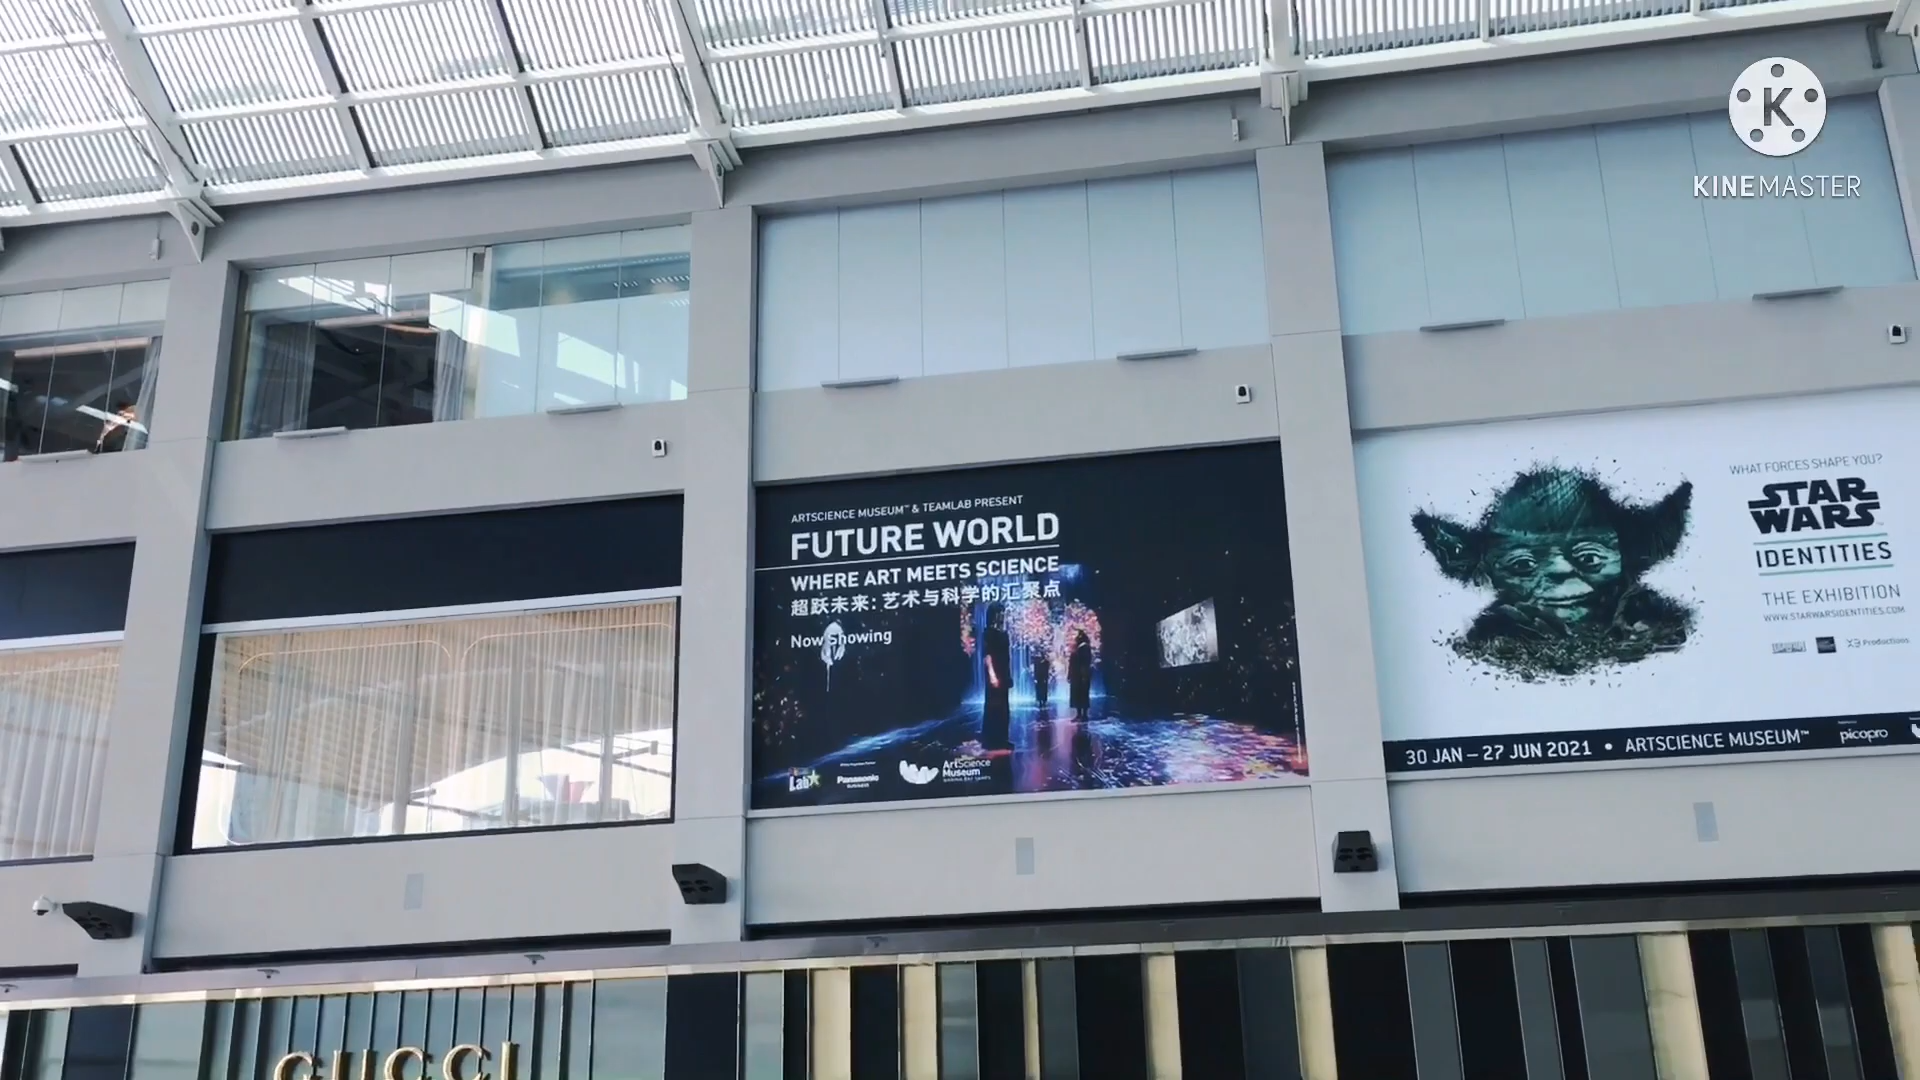 K
KINEMASTER
ARTSCIENCE MUSEUM™ & TEAMLAB PRESENT
FUTURE WORLD
WHERE ART MEETS SCIENCE
超跃未来: 艺术与科学的汇聚点
Now Showing
Lab
Panasonic
ArtScience
Museum
WHAT FORCES SHAPE YOU?
STAR
WARS
IDENTITIES
THE EXHIBITION
WWW.STARWARSIDENTITIES.COM
X3 Productions
30 JAN – 27 JUN 2021 • ARTSCIENCE MUSEUM™
picopro
GUCCI